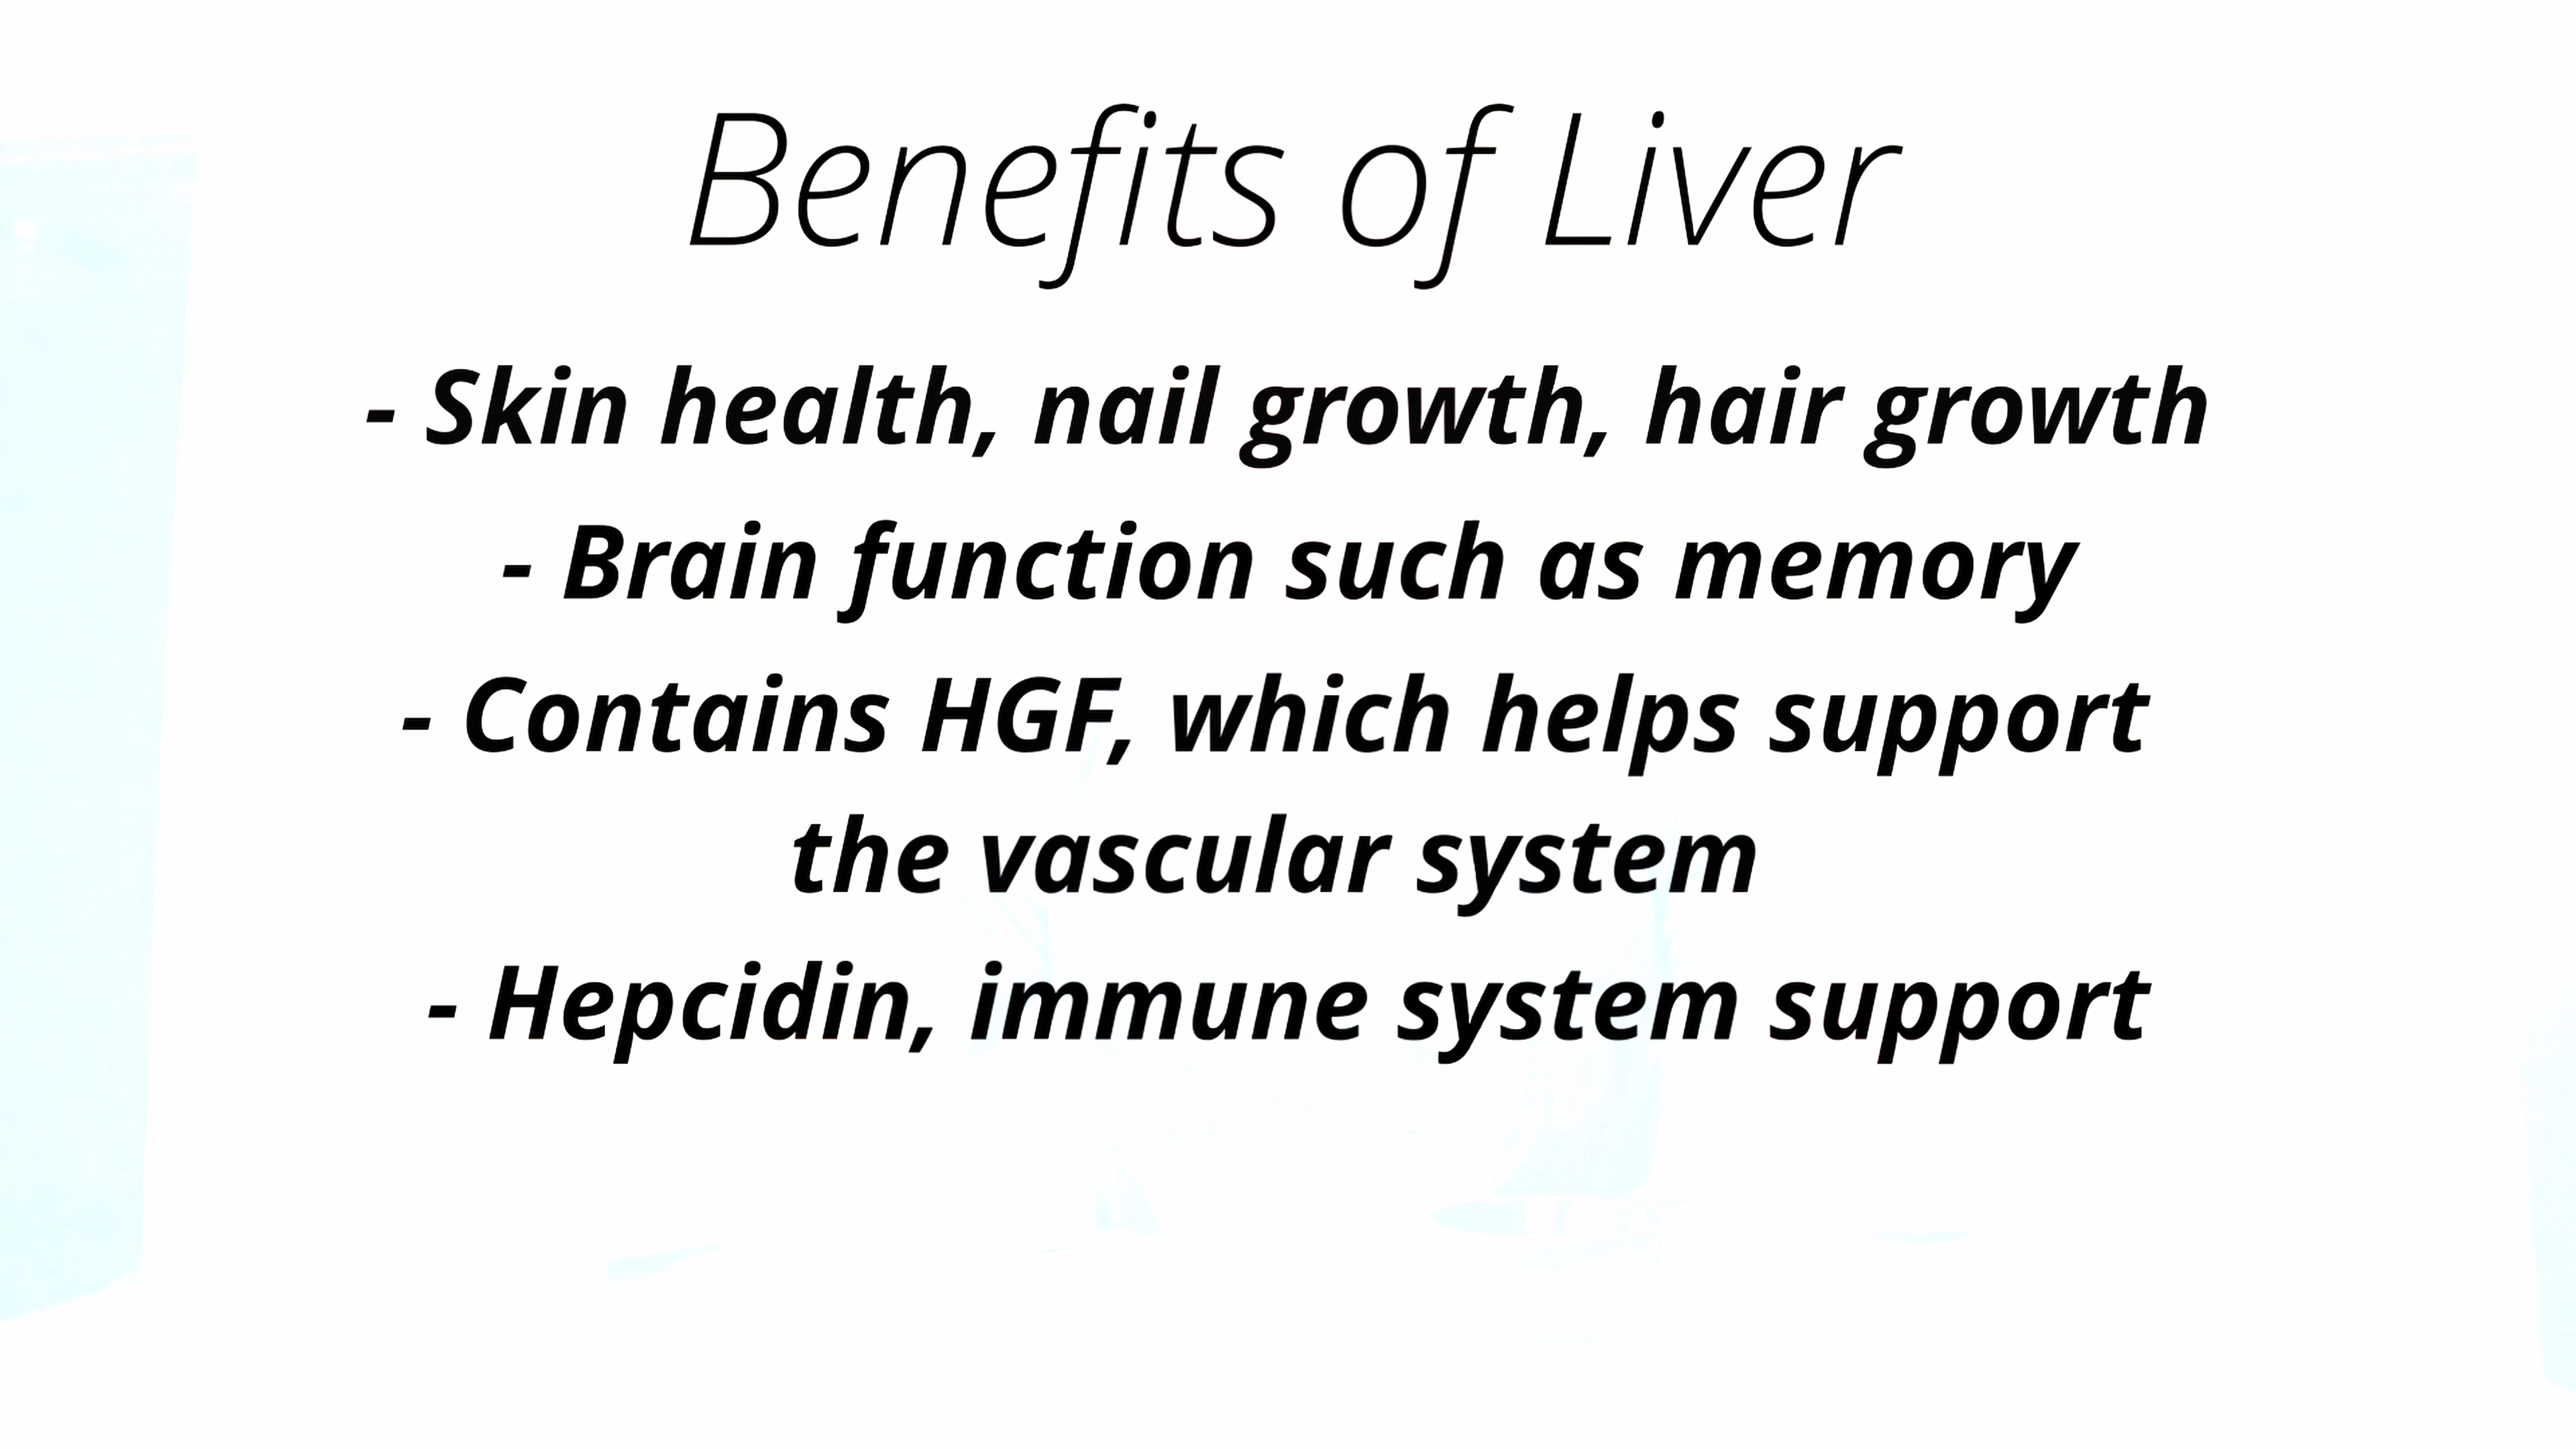 Benefits of Liver
- Skin health, nail growth, hair growth
- Brain function such as memory
- Contains HGF, which helps support
the vascular system
- Hepcidin, immune system support